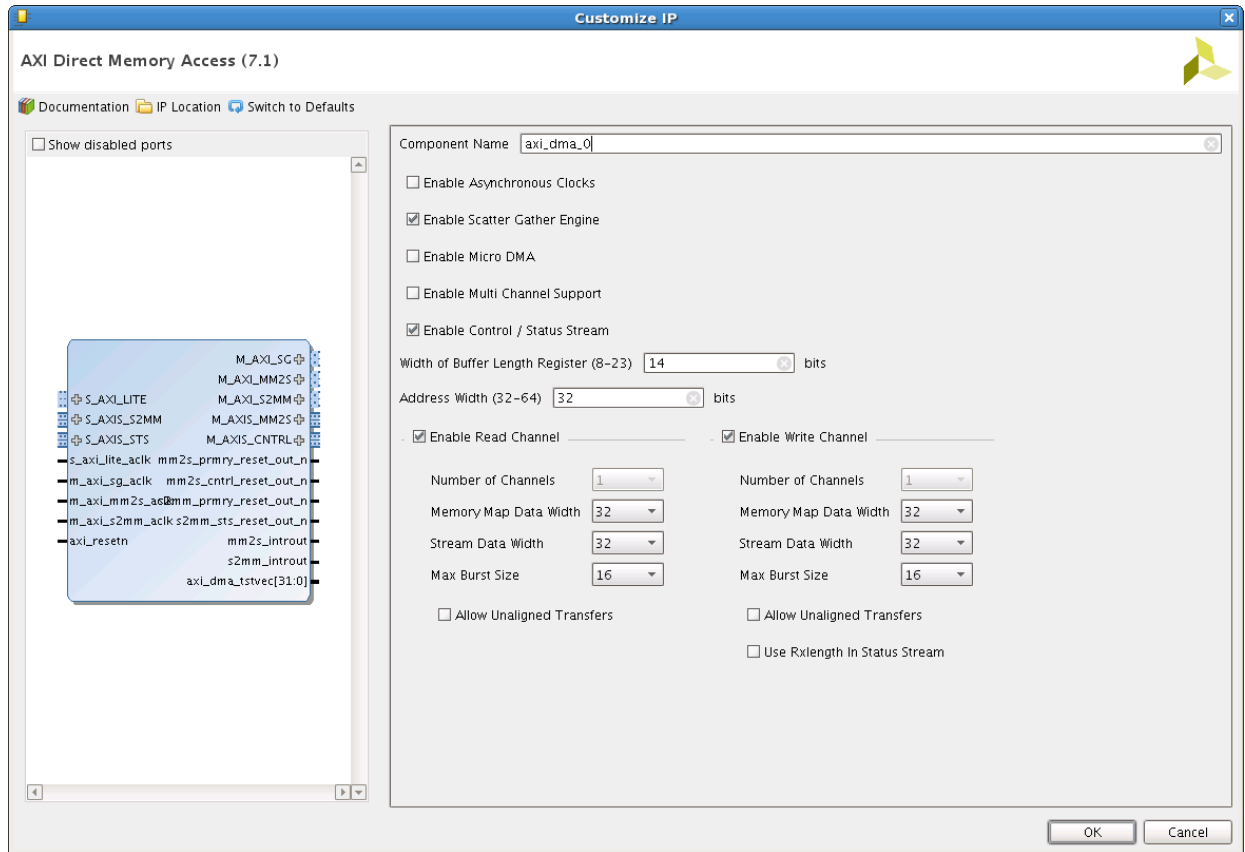 Customize IP
AXI Direct Memory Access (7.1)
Documentation IP Location Switch to Defaults
Show disabled ports
M_AXI_SG
M_AXI_MM2S
S_AXI_LITE M_AXI_S2MM
S_AXIS_S2MM M_AXIS_MM2S
S_AXIS_STS M_AXIS_CNTRL
s_axi_lite_aclk mm2s_prmry_reset_out_n
m_axi_sg_aclk mm2s_cntrl_reset_out_n
m_axi_mm2s_aclk s2mm_prmry_reset_out_n
m_axi_s2mm_aclk s2mm_sts_reset_out_n
axi_resetn mm2s_introut
s2mm_introut
axi_dma_tstvec[31:0]
Component Name axi_dma_0
Enable Asynchronous Clocks
Enable Scatter Gather Engine
Enable Micro DMA
Enable Multi Channel Support
Enable Control / Status Stream
Width of Buffer Length Register (8-23) 14 bits
Address Width (32-64) 32 bits
Enable Read Channel
Number of Channels 1
Memory Map Data Width 32
Stream Data Width 32
Max Burst Size 16
Allow Unaligned Transfers
Enable Write Channel
Number of Channels 1
Memory Map Data Width 32
Stream Data Width 32
Max Burst Size 16
Allow Unaligned Transfers
Use Rxlength In Status Stream
OK Cancel